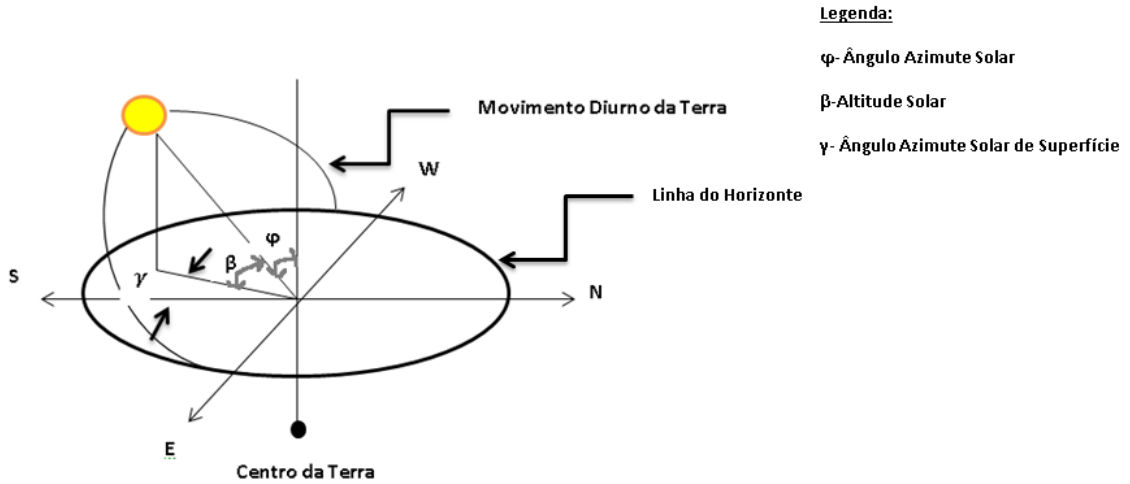 Legenda:
φ- Ângulo Azimute Solar
β-Altitude Solar
γ- Ângulo Azimute Solar de Superfície
Movimento Diurno da Terra
W
Linha do Horizonte
φ
β
γ
S
N
E
Centro da Terra